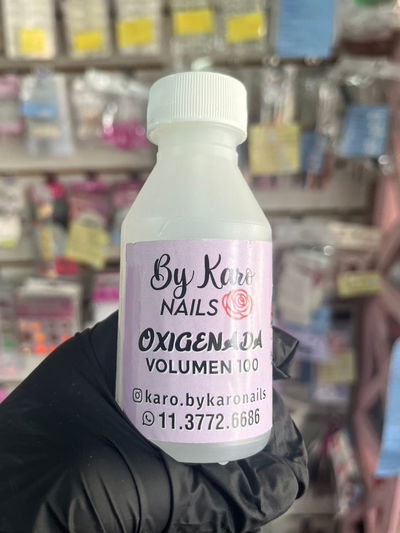 By Karo
NAILS
OXIGENADA
VOLUMEN 100
karo.bykaronails
11.3772.6686